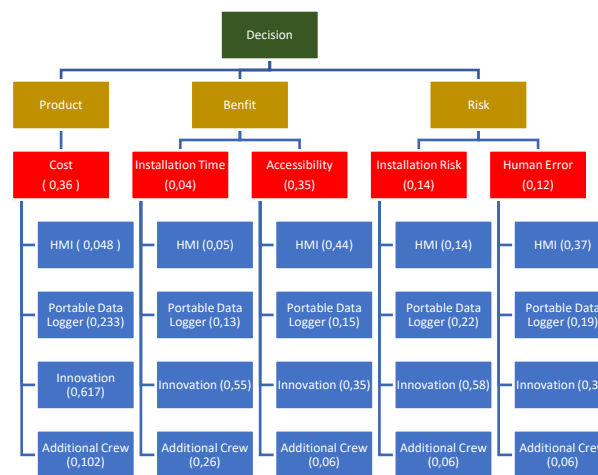 Decision
Product
Benfit
Risk
Cost
( 0,36 )
Installation Time
(0,04)
Accessibility
(0,35)
Installation Risk
(0,14)
Human Error
(0,12)
HMI ( 0,048 )
HMI (0,05)
HMI (0,44)
HMI (0,14)
HMI (0,37)
Portable Data
Logger (0,233)
Portable Data
Logger (0,13)
Portable Data
Logger (0,15)
Portable Data
Logger (0,22)
Portable Data
Logger (0,19)
Innovation
(0,617)
Innovation (0,55)
Innovation (0,35)
Innovation (0,58)
Innovation (0,3
Additional Crew
(0,102)
Additional Crew
(0,26)
Additional Crew
(0,06)
Additional Crew
(0,06)
Additional Crew
(0,06)